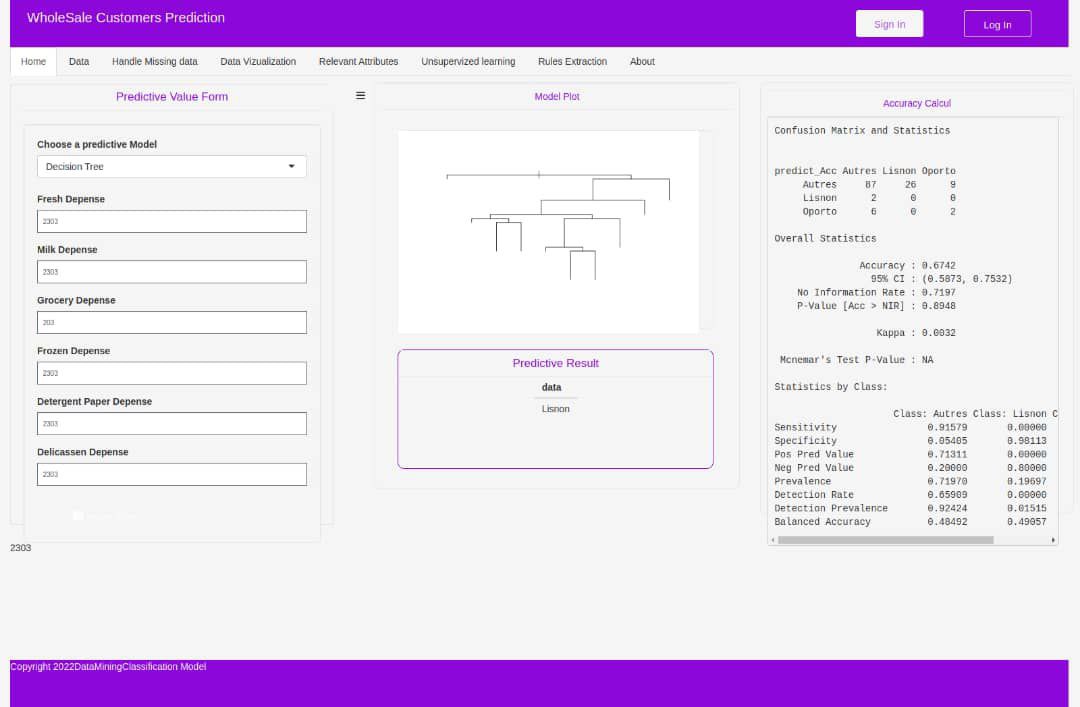 WholeSale Customers Prediction
Sign In
Log In
Home Data Handle Missing data Data Vizualization Relevant Attributes Unsupervized learning Rules Extraction About
Predictive Value Form
Choose a predictive Model
Decision Tree
Fresh Depense
2303
Milk Depense
2303
Grocery Depense
203
Frozen Depense
2303
Detergent Paper Depense
2303
Delicassen Depense
2303
2303
Model Plot
Predictive Result
data
Lisnon
Accuracy Calcul
Confusion Matrix and Statistics
predict_Acc Autres Lisnon Oporto
Autres 87 26 9
Lisnon 2 0 0
Oporto 6 0 2
Overall Statistics
Accuracy : 0.6742
95% CI : (0.5873, 0.7532)
No Information Rate : 0.7197
P-Value [Acc > NIR] : 0.8948
Kappa : 0.0032
Mcnemar's Test P-Value : NA
Statistics by Class:
Class: Autres Class: Lisnon C
Sensitivity 0.91579 0.00000
Specificity 0.05405 0.98113
Pos Pred Value 0.71311 0.00000
Neg Pred Value 0.20000 0.80000
Prevalence 0.71970 0.19697
Detection Rate 0.65909 0.00000
Detection Prevalence 0.92424 0.01515
Balanced Accuracy 0.48492 0.49057
Copyright 2022DataMiningClassification Model